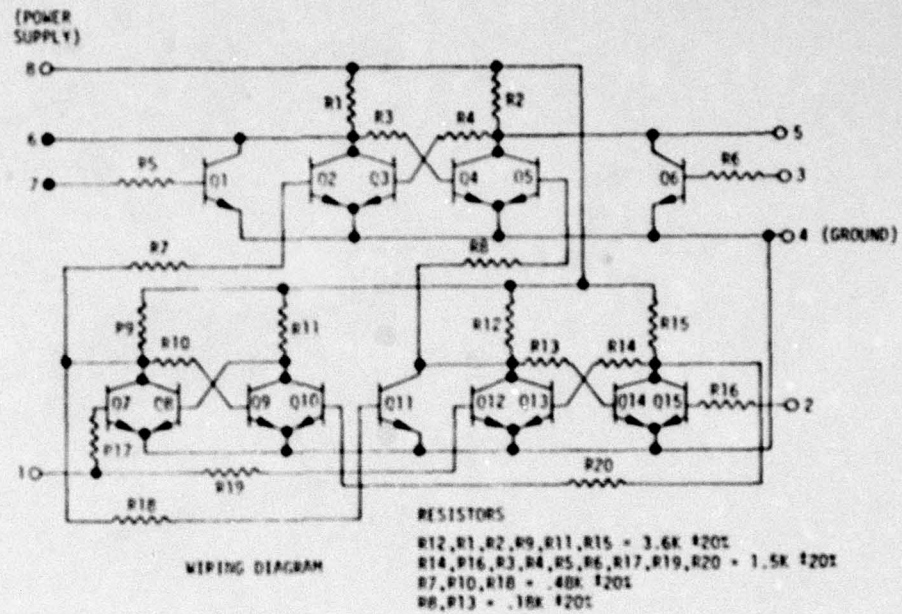 (POWER
SUPPLY)
8
R1
R2
R3
R4
6
5
R5
7
Q1
Q2
Q3
Q4
Q5
Q6
R6
3
R7
R8
4 (GROUND)
R9
R10
R11
R12
R13
R14
R15
Q7
Q8
Q9
Q10
Q11
Q12
Q13
Q14
Q15
R16
2
R17
1
R19
R20
R18
RESISTORS
R12,R1,R2,R9,R11,R15 = 3.6K ±20%
R14,R16,R3,R4,R5,R6,R17,R19,R20 = 1.5K ±20%
WIRING DIAGRAM
R7,R10,R18 = .48K ±20%
R8,R13 = .18K ±20%